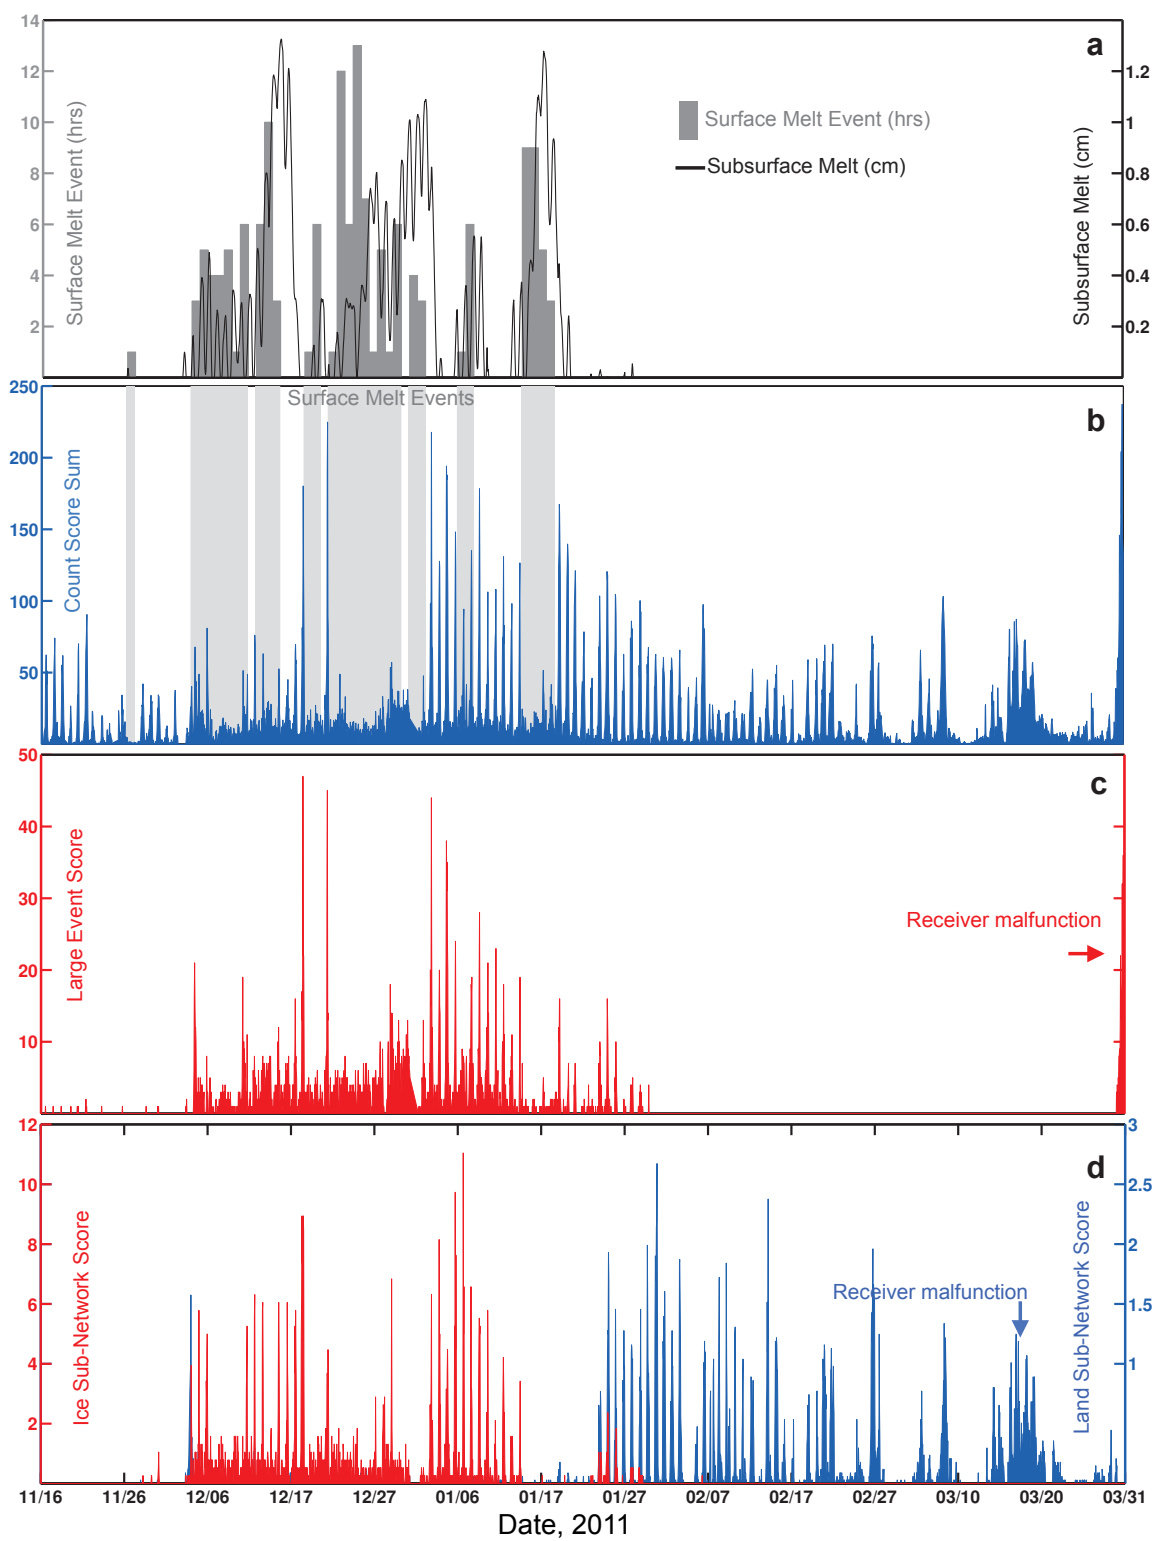 a
14
12
10
8
6
4
2
Surface Melt Event (hrs)
Surface Melt Event (hrs)
Subsurface Melt (cm)
1.2
1
0.8
0.6
0.4
0.2
Subsurface Melt (cm)
b
250
200
150
100
50
Count Score Sum
Surface Melt Events
c
50
40
30
20
10
Large Event Score
Receiver malfunction
d
12
10
8
6
4
2
Ice Sub-Network Score
Receiver malfunction
3
2.5
2
1.5
1
Land Sub-Network Score
11/16 11/26 12/06 12/17 12/27 01/06 01/17 01/27 02/07 02/17 02/27 03/10 03/20 03/31
Date, 2011